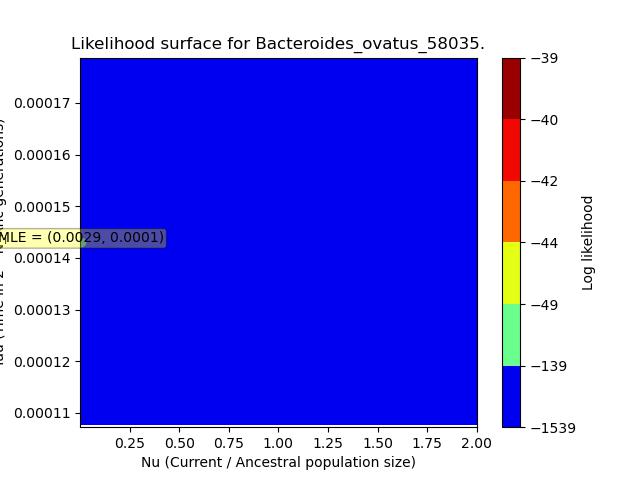 Likelihood surface for Bacteroides_ovatus_58035.
0.00017
0.00016
0.00015
0.00014
0.00013
0.00012
0.00011
MLE = (0.0029, 0.0001)
0.25 0.50 0.75 1.00 1.25 1.50 1.75 2.00
Nu (Current / Ancestral population size)
−39
−40
−42
−44
−49
−139
−1539
Log likelihood